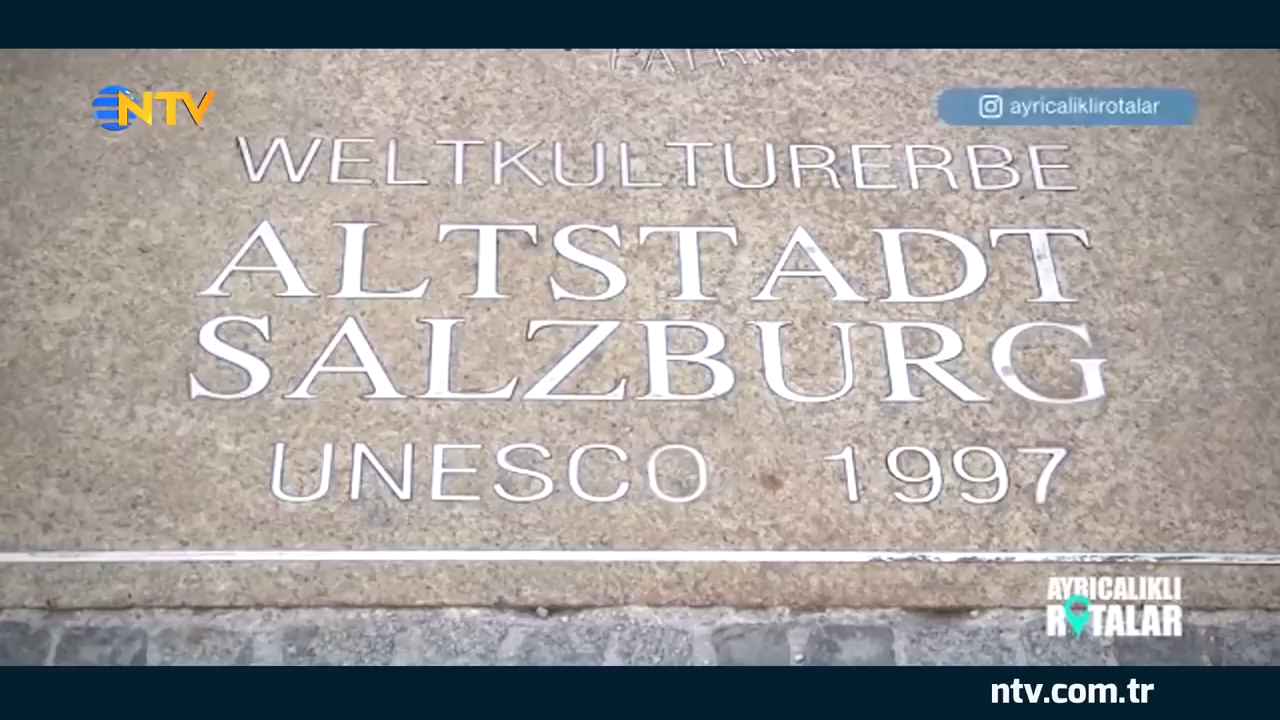 NTV
ayricaliklirotalar
WELTKULTURERBE
ALTSTADT
SALZBURG
UNESCO 1997
AYRICALIKLI
ROTALAR
ntv.com.tr